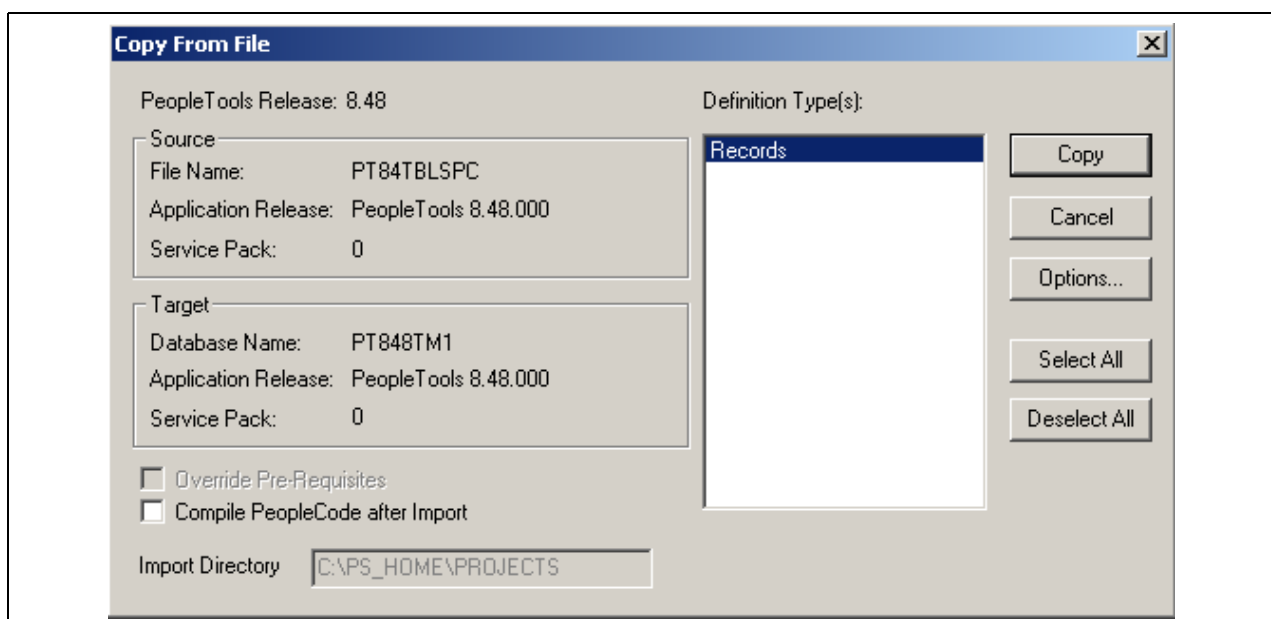 Copy From File
PeopleTools Release: 8.48
Source
File Name: PT84TBLSPC
Application Release: PeopleTools 8.48.000
Service Pack: 0
Target
Database Name: PT848TM1
Application Release: PeopleTools 8.48.000
Service Pack: 0
Override Pre-Requisites
Compile PeopleCode after Import
Import Directory C:\PS_HOME\PROJECTS
Definition Type(s):
Records
Copy
Cancel
Options...
Select All
Deselect All